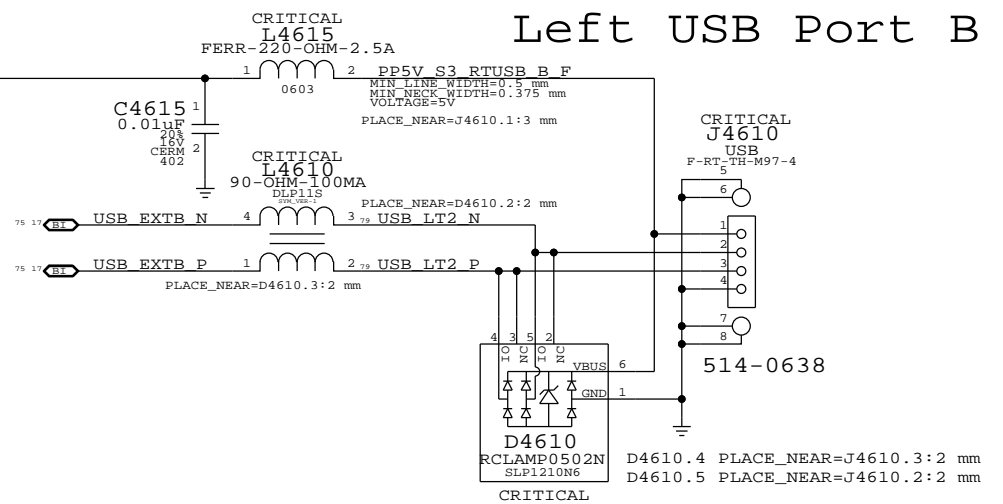 Left USB Port B
CRITICAL
L4615
FERR-220-OHM-2.5A
1 2
0603
PP5V_S3_RTUSB_B_F
MIN_LINE_WIDTH=0.5 mm
MIN_NECK_WIDTH=0.375 mm
VOLTAGE=5V
PLACE_NEAR=J4610.1:3 mm
C4615
0.01uF
20%
16V
CERM
402
1
2
CRITICAL
L4610
90-OHM-100MA
DLP11S
SYM_VER-1
PLACE_NEAR=D4610.2:2 mm
75 17 BI USB_EXTB_N 4 3 79 USB_LT2_N
75 17 BI USB_EXTB_P 1 2 79 USB_LT2_P
PLACE_NEAR=D4610.3:2 mm
CRITICAL
J4610
USB
F-RT-TH-M97-4
5
6
1
2
3
4
7
8
514-0638
4 3 5 2
IO NC IO NC
VBUS 6
GND 1
D4610
RCLAMP0502N
SLP1210N6
CRITICAL
D4610.4 PLACE_NEAR=J4610.3:2 mm
D4610.5 PLACE_NEAR=J4610.2:2 mm